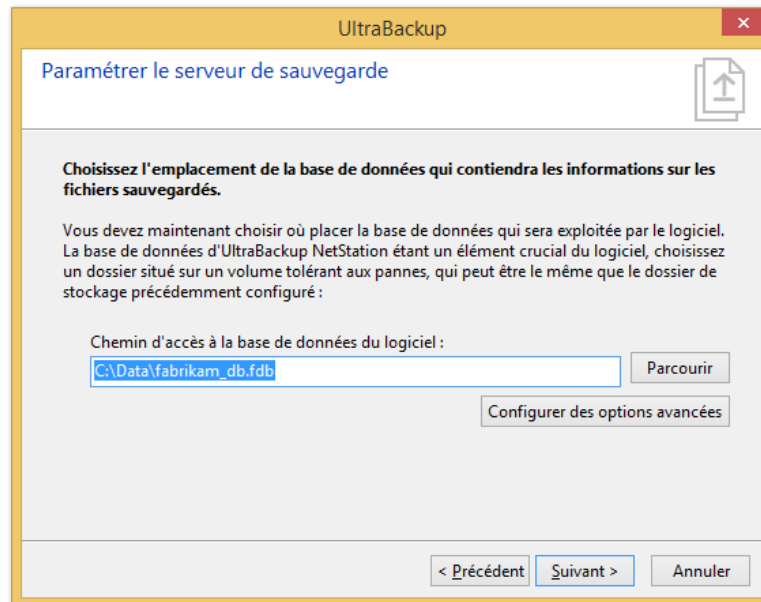 UltraBackup
Paramétrer le serveur de sauvegarde
Choisissez l'emplacement de la base de données qui contiendra les informations sur les
fichiers sauvegardés.
Vous devez maintenant choisir où placer la base de données qui sera exploitée par le logiciel.
La base de données d'UltraBackup NetStation étant un élément crucial du logiciel, choisissez
un dossier situé sur un volume tolérant aux pannes, qui peut être le même que le dossier de
stockage précédemment configuré :
Chemin d'accès à la base de données du logiciel :
C:\Data\fabrikam_db.fdb
Parcourir
Configurer des options avancées
< Précédent
Suivant >
Annuler